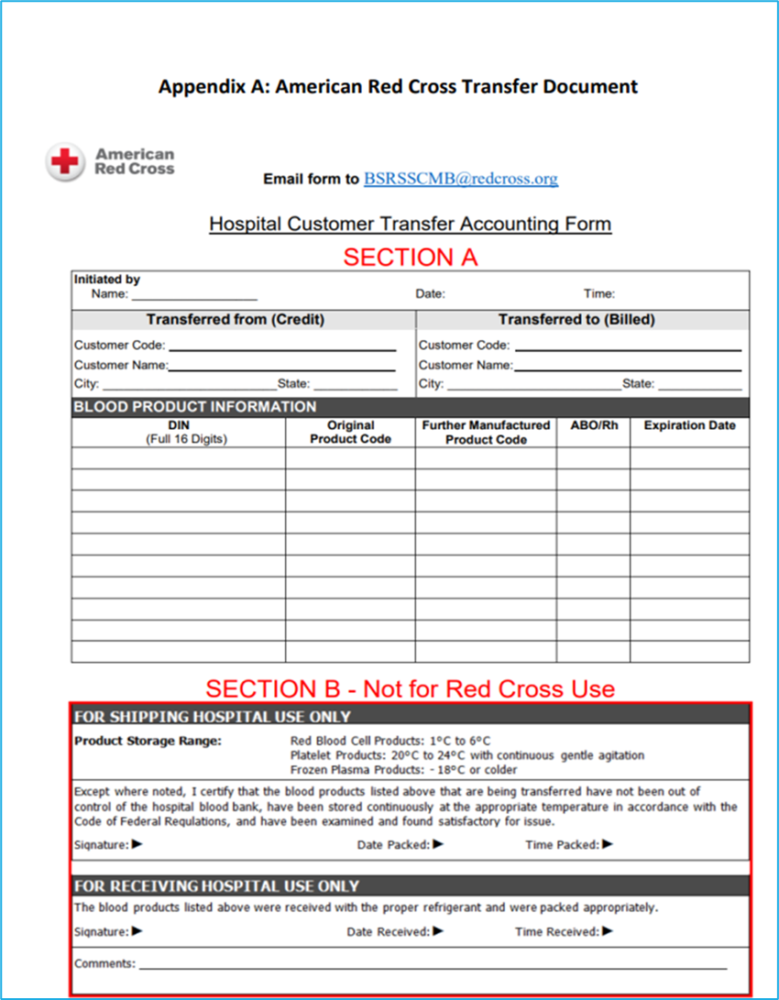 Appendix A: American Red Cross Transfer Document
American
Red Cross
Email form to BSRSSCMB@redcross.org
Hospital Customer Transfer Accounting Form
SECTION A
Initiated by
Name: Date: Time:
Transferred from (Credit) Transferred to (Billed)
Customer Code: Customer Code:
Customer Name: Customer Name:
City: State: City: State:
BLOOD PRODUCT INFORMATION
DIN Original Further Manufactured ABO/Rh Expiration Date
(Full 16 Digits) Product Code Product Code
SECTION B - Not for Red Cross Use
FOR SHIPPING HOSPITAL USE ONLY
Product Storage Range: Red Blood Cell Products: 1°C to 6°C
Platelet Products: 20°C to 24°C with continuous gentle agitation
Frozen Plasma Products: - 18°C or colder
Except where noted, I certify that the blood products listed above that are being transferred have not been out of
control of the hospital blood bank, have been stored continuously at the appropriate temperature in accordance with the
Code of Federal Regulations, and have been examined and found satisfactory for issue.
Signature:▶ Date Packed:▶ Time Packed:▶
FOR RECEIVING HOSPITAL USE ONLY
The blood products listed above were received with the proper refrigerant and were packed appropriately.
Signature:▶ Date Received:▶ Time Received:▶
Comments: